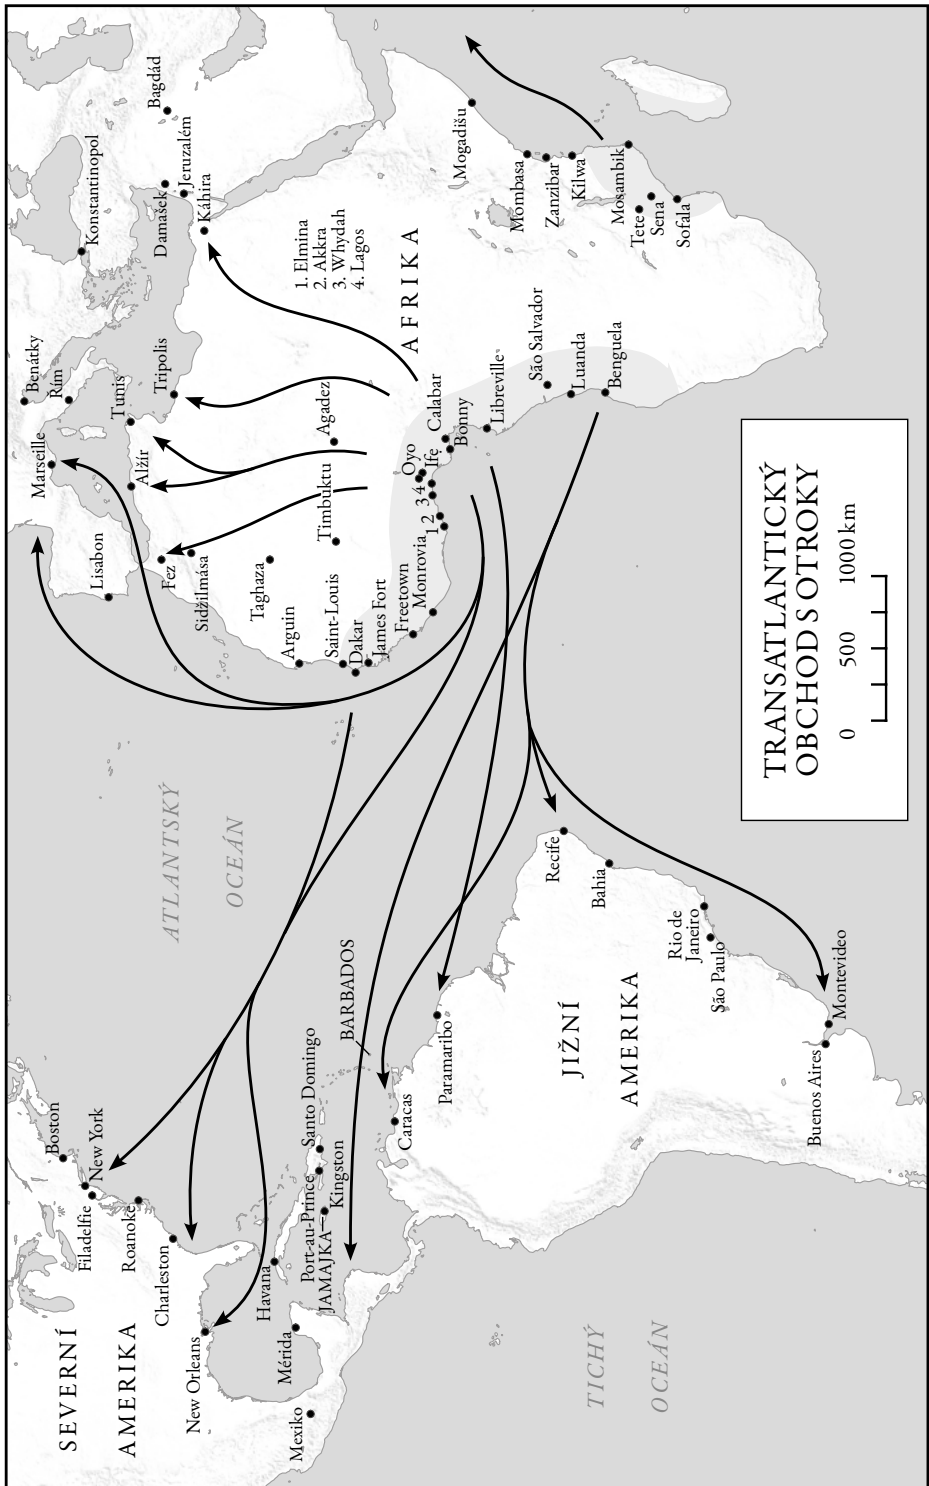 TRANSATLANTICKÝ
OBCHOD S OTROKY
0
500
1000 km
SEVERNÍ
AMERIKA
Boston
New York
Filadelfie
Roanoke
Charleston
New Orleans
Havana
Mérida
Mexiko
Port-au-Prince
Santo Domingo
JAMAJKA
Kingston
BARBADOS
Caracas
Paramaribo
JIŽNÍ
AMERIKA
Recife
Bahia
Rio de
Janeiro
São Paulo
Montevideo
Buenos Aires
TICHÝ
OCEÁN
ATLANTSKÝ
OCEÁN
Lisabon
Marseille
Benátky
Řím
Konstantinopol
Bagdád
Damašek
Jeruzalém
Káhira
Tripolis
Tunis
Alžír
Fez
Sidžilmása
Taghaza
Timbuktu
Agadez
Arguin
Saint-Louis
Dakar
James Fort
Freetown
Monrovia
1
2
3
4
Oyo
Ife
Calabar
Bonny
Libreville
São Salvador
Luanda
Benguela
AFRIKA
1. Elmina
2. Akkra
3. Whydah
4. Lagos
Mogadišu
Mombasa
Zanzibar
Kilwa
Mosambik
Tete
Sena
Sofala